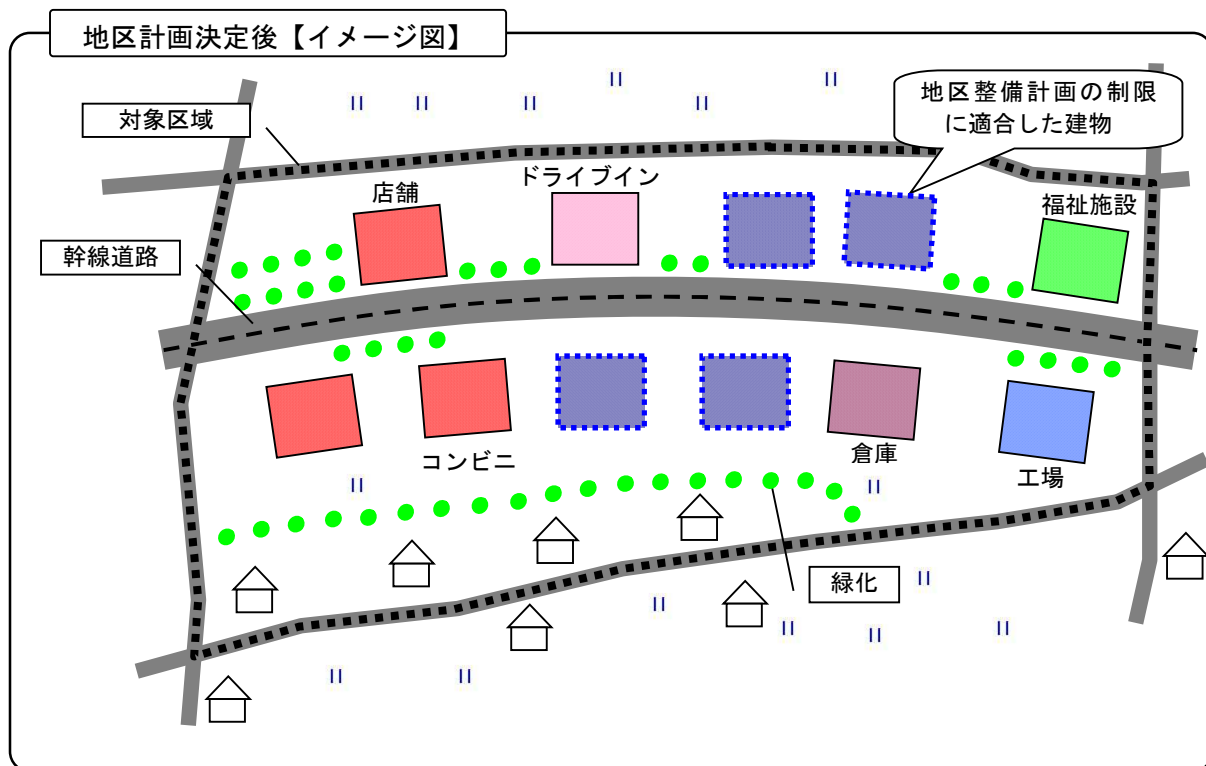 地区計画決定後【イメージ図】
対象区域
地区整備計画の制限
に適合した建物
ドライブイン
店舗
福祉施設
幹線道路
コンビニ
倉庫
工場
緑化